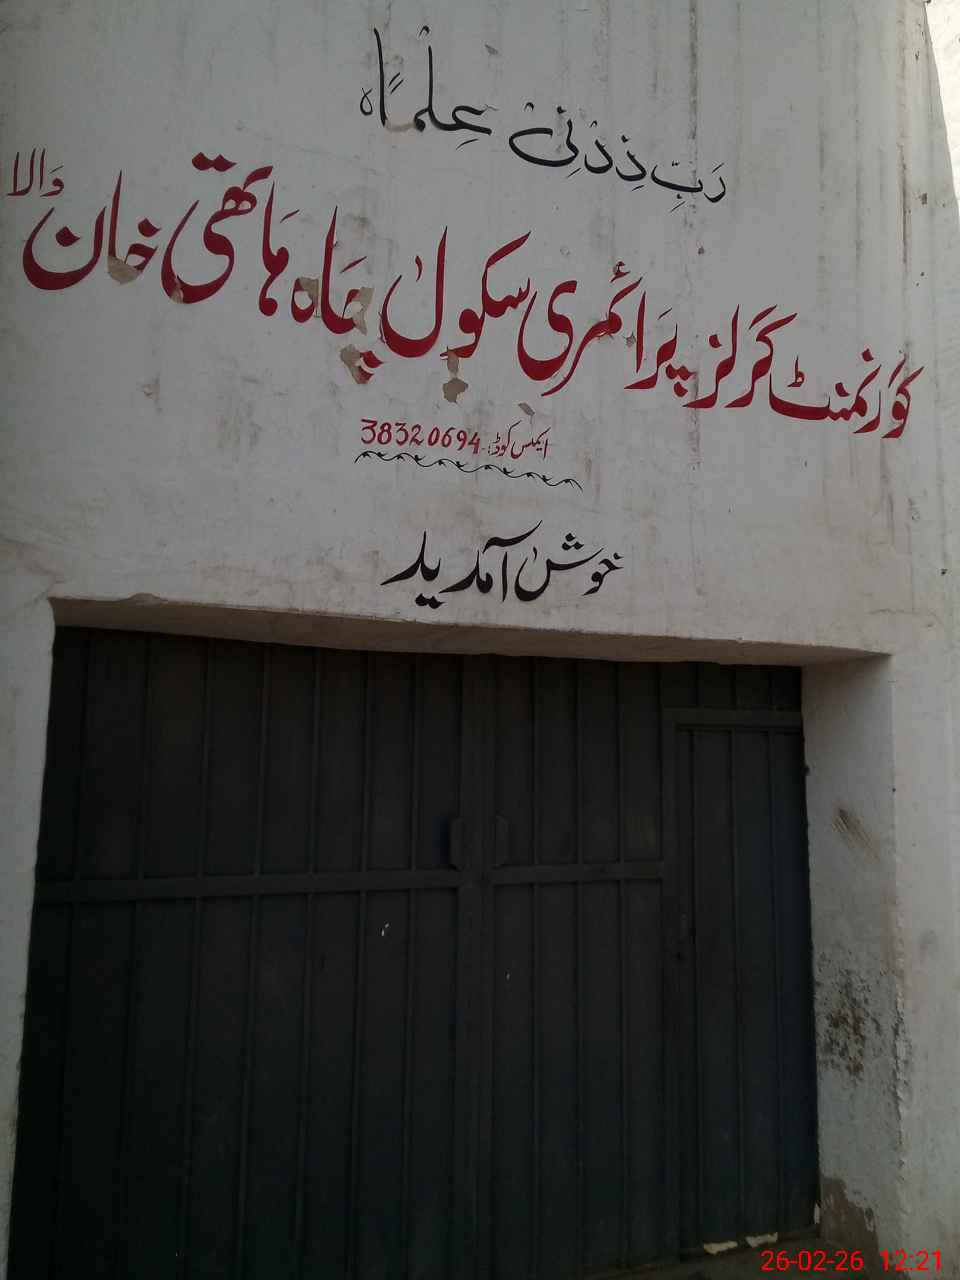 رَبِّ زِدْنِیْ عِلْمًا
گورنمنٹ گرلز پرائمری سکول چاہ ہاتھی خان والا
ایمس کوڈ:- 38320694
خوش آمدید
26-02-26 12:21